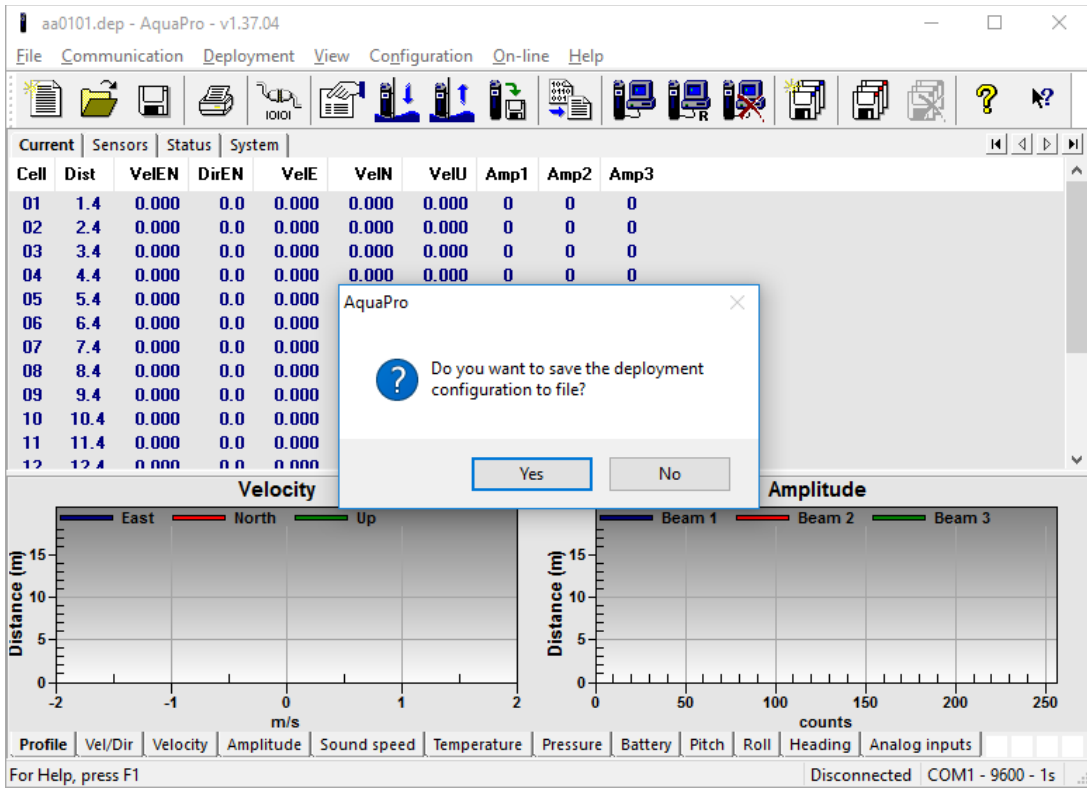 aa0101.dep - AquaPro - v1.37.04
File Communication Deployment View Configuration On-line Help
IOIOI R ? ?
Current Sensors Status System
Cell Dist VelEN DirEN VelE VelN VelU Amp1 Amp2 Amp3
01 1.4 0.000 0.0 0.000 0.000 0.000 0 0 0
02 2.4 0.000 0.0 0.000 0.000 0.000 0 0 0
03 3.4 0.000 0.0 0.000 0.000 0.000 0 0 0
04 4.4 0.000 0.0 0.000 0.000 0.000 0 0 0
05 5.4 0.000 0.0 0.000
06 6.4 0.000 0.0 0.000
07 7.4 0.000 0.0 0.000
08 8.4 0.000 0.0 0.000
09 9.4 0.000 0.0 0.000
10 10.4 0.000 0.0 0.000
11 11.4 0.000 0.0 0.000
12 12.4 0.000 0.0 0.000
AquaPro
Do you want to save the deployment
configuration to file?
Yes No
Velocity
East North Up
Distance (m)
15
10
5
0
-2 -1 0 1 2
m/s
Amplitude
Beam 1 Beam 2 Beam 3
Distance (m)
15
10
5
0
0 50 100 150 200 250
counts
Profile Vel/Dir Velocity Amplitude Sound speed Temperature Pressure Battery Pitch Roll Heading Analog inputs
For Help, press F1 Disconnected COM1 - 9600 - 1s